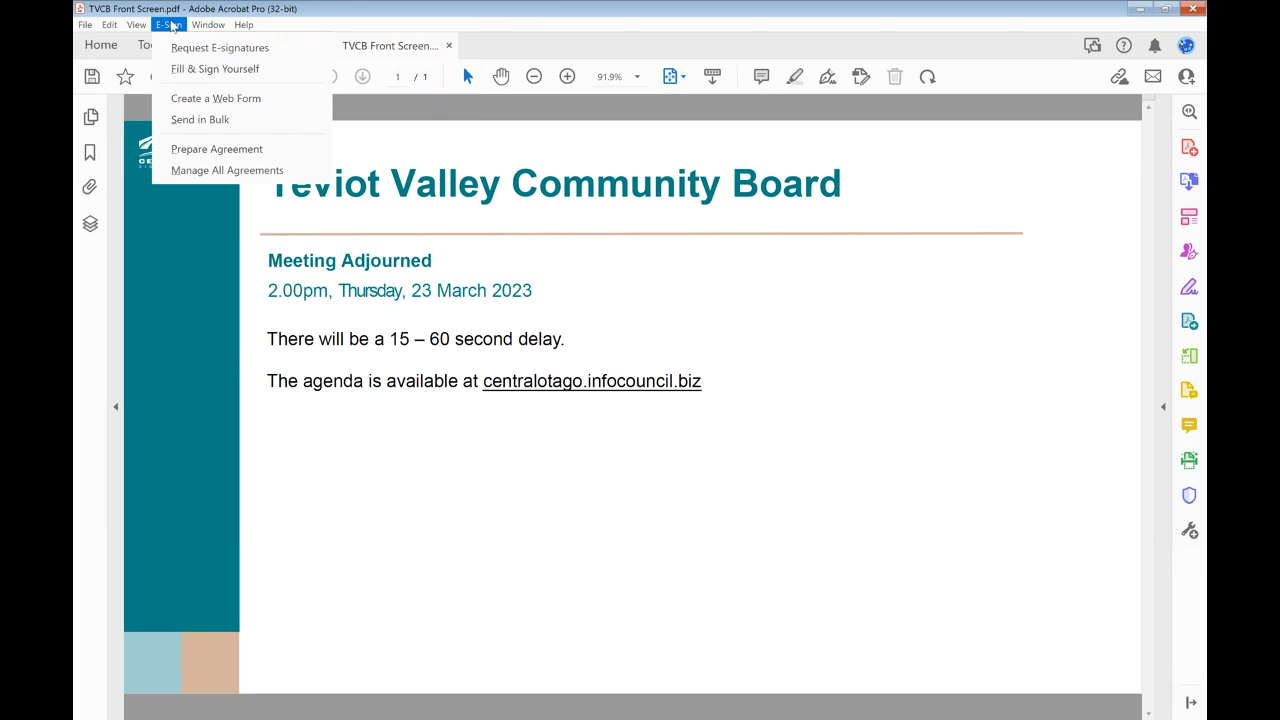 TVCB Front Screen.pdf - Adobe Acrobat Pro (32-bit)
File Edit View E-Sign Window Help
Home
TVCB Front Screen....
1 / 1
91.9%
Request E-signatures
Fill & Sign Yourself
Create a Web Form
Send in Bulk
Prepare Agreement
Manage All Agreements
Teviot Valley Community Board
Meeting Adjourned
2.00pm, Thursday, 23 March 2023
There will be a 15 – 60 second delay.
The agenda is available at centralotago.infocouncil.biz